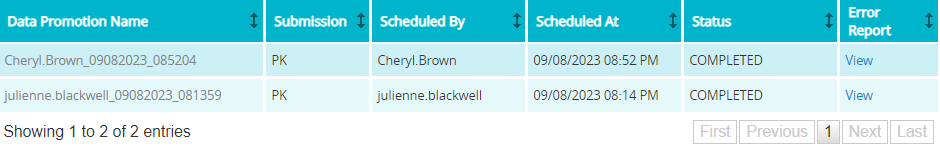 Data Promotion Name Submission Scheduled By Scheduled At Status Error Report
Cheryl.Brown_09082023_085204 PK Cheryl.Brown 09/08/2023 08:52 PM COMPLETED View
julienne.blackwell_09082023_081359 PK julienne.blackwell 09/08/2023 08:14 PM COMPLETED View
Showing 1 to 2 of 2 entries First Previous 1 Next Last